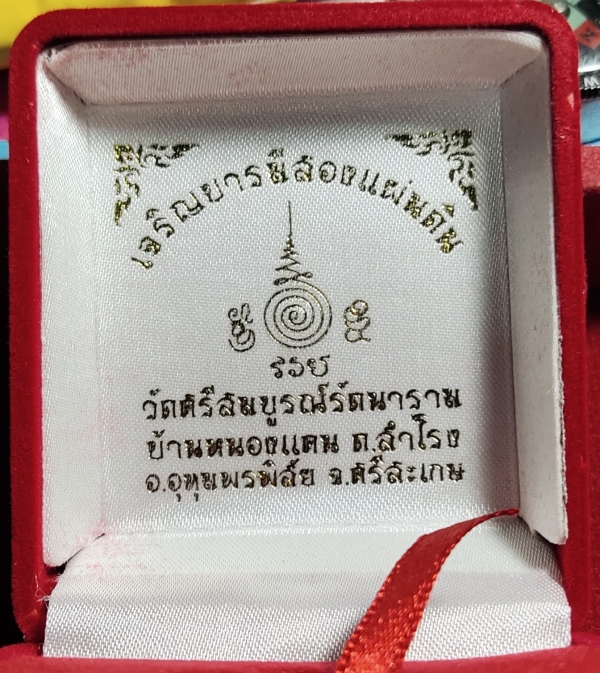 เจริญบารมีสองแผ่นดิน
รวย
วัดศรีสมบูรณ์รัตนาราม
บ้านหนองแคน ต.สำโรง
อ.อุทุมพรพิสัย จ.ศรีสะเกษ